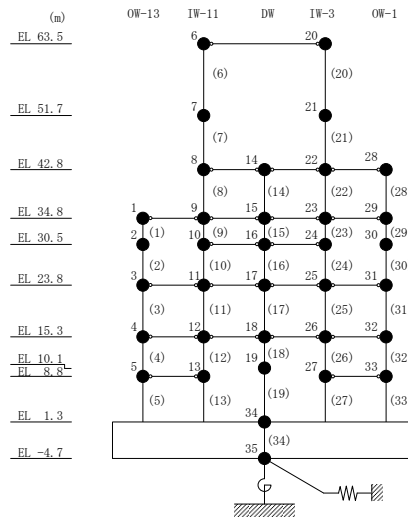 (m) OW-13 IW-11 DW IW-3 OW-1
EL 63.5 6 20
(6) (20)
EL 51.7 7 21
(7) (21)
EL 42.8 8 14 22 28
(8) (14) (22) (28)
EL 34.8 1 9 15 23 29
(1) (9) (15) (23) (29)
EL 30.5 2 10 16 24 30
(2) (10) (16) (24) (30)
EL 23.8 3 11 17 25 31
(3) (11) (17) (25) (31)
EL 15.3 4 12 18 26 32
(4) (12) (18) (26) (32)
EL 10.1 19
EL 8.8 5 13 27 33
(5) (13) (19) (27) (33)
EL 1.3 34
(34)
EL -4.7 35